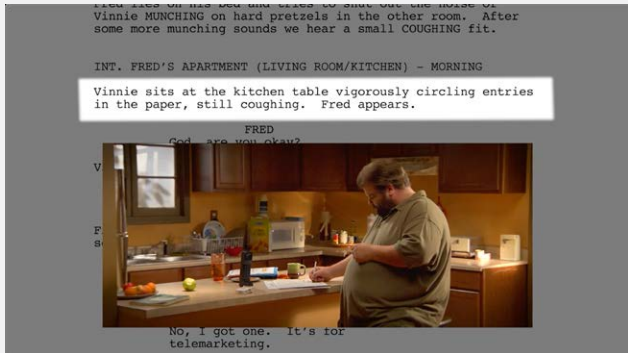 Fred lies on his bed and tries to shut out the noise of
Vinnie MUNCHING on hard pretzels in the other room.  After
some more munching sounds we hear a small COUGHING fit.
INT. FRED'S APARTMENT (LIVING ROOM/KITCHEN) - MORNING
Vinnie sits at the kitchen table vigorously circling entries
in the paper, still coughing.  Fred appears.
FRED
God, are you okay?
V
F
s
No, I got one.  It's for
telemarketing.